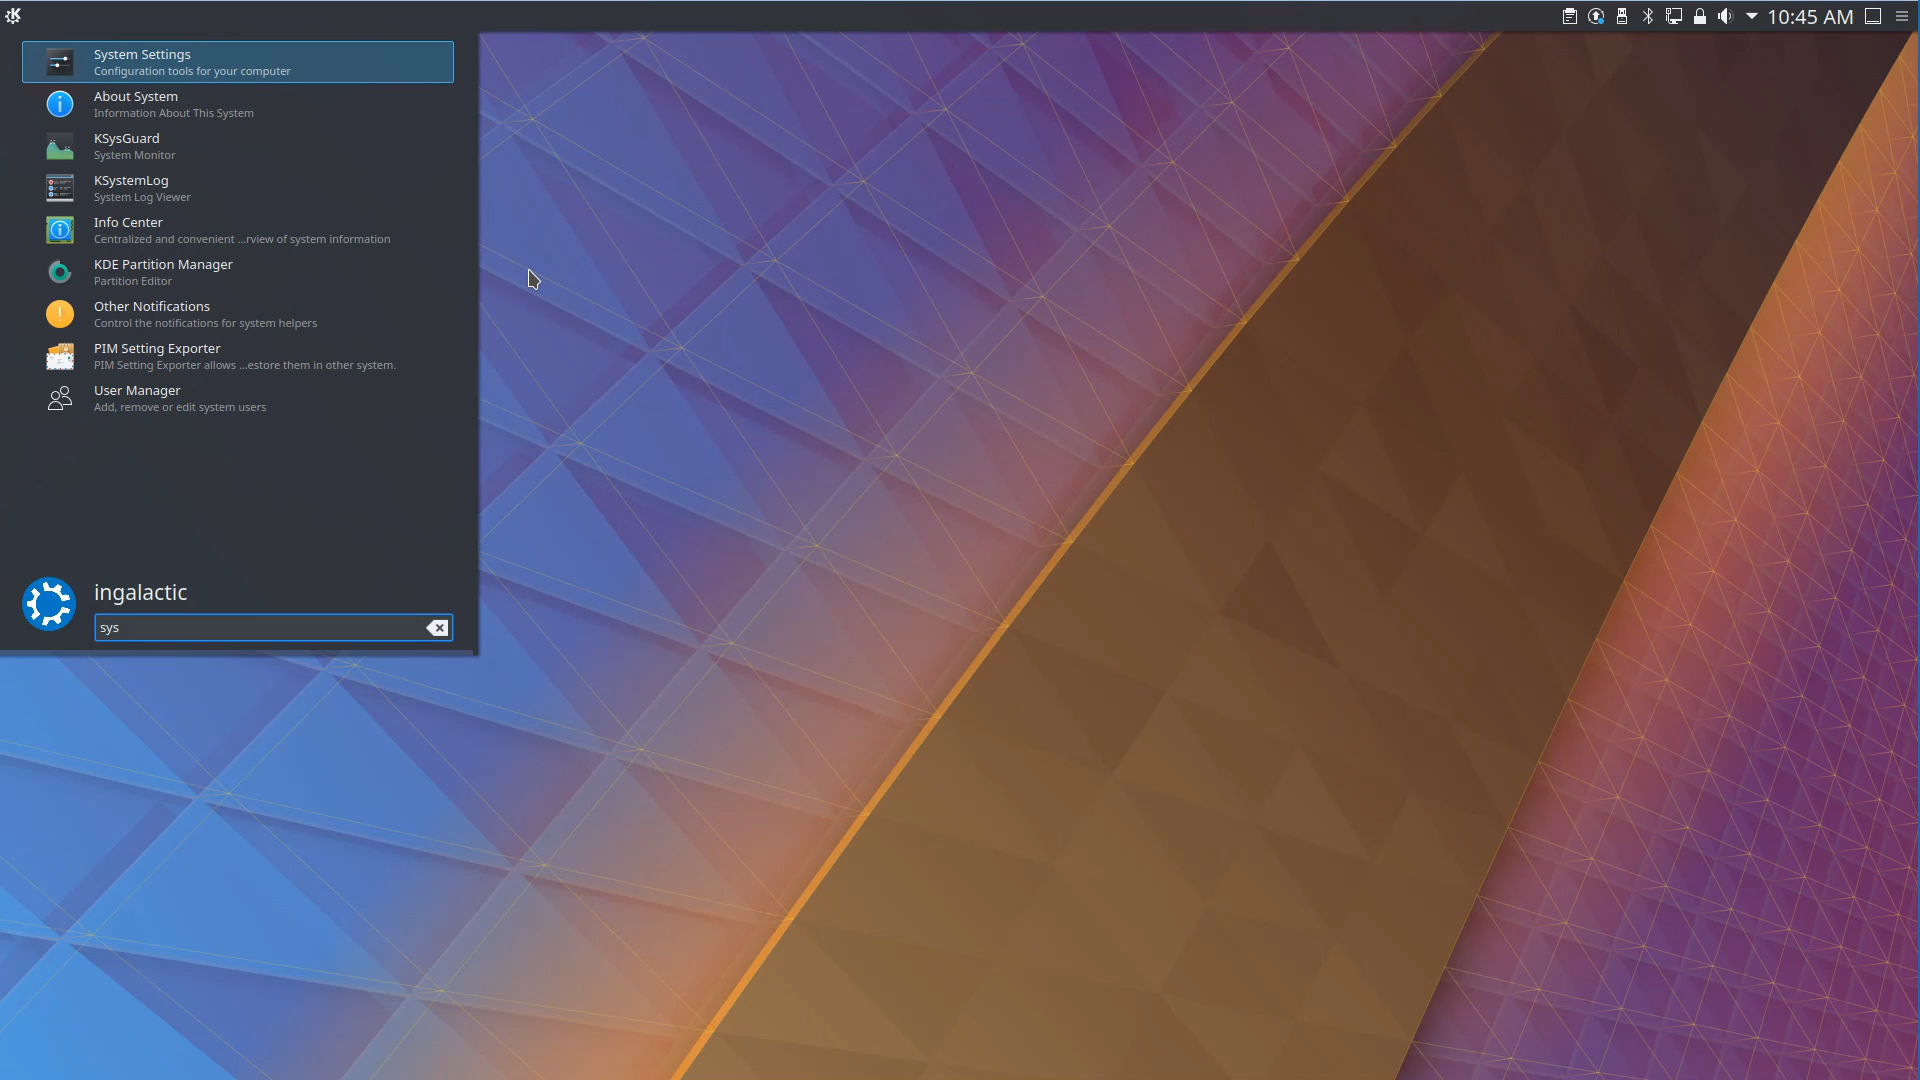 10:45 AM
System Settings
Configuration tools for your computer
About System
Information About This System
KSysGuard
System Monitor
KSystemLog
System Log Viewer
Info Center
Centralized and convenient ...rview of system information
KDE Partition Manager
Partition Editor
Other Notifications
Control the notifications for system helpers
PIM Setting Exporter
PIM Setting Exporter allows ...estore them in other system.
User Manager
Add, remove or edit system users
ingalactic
sys